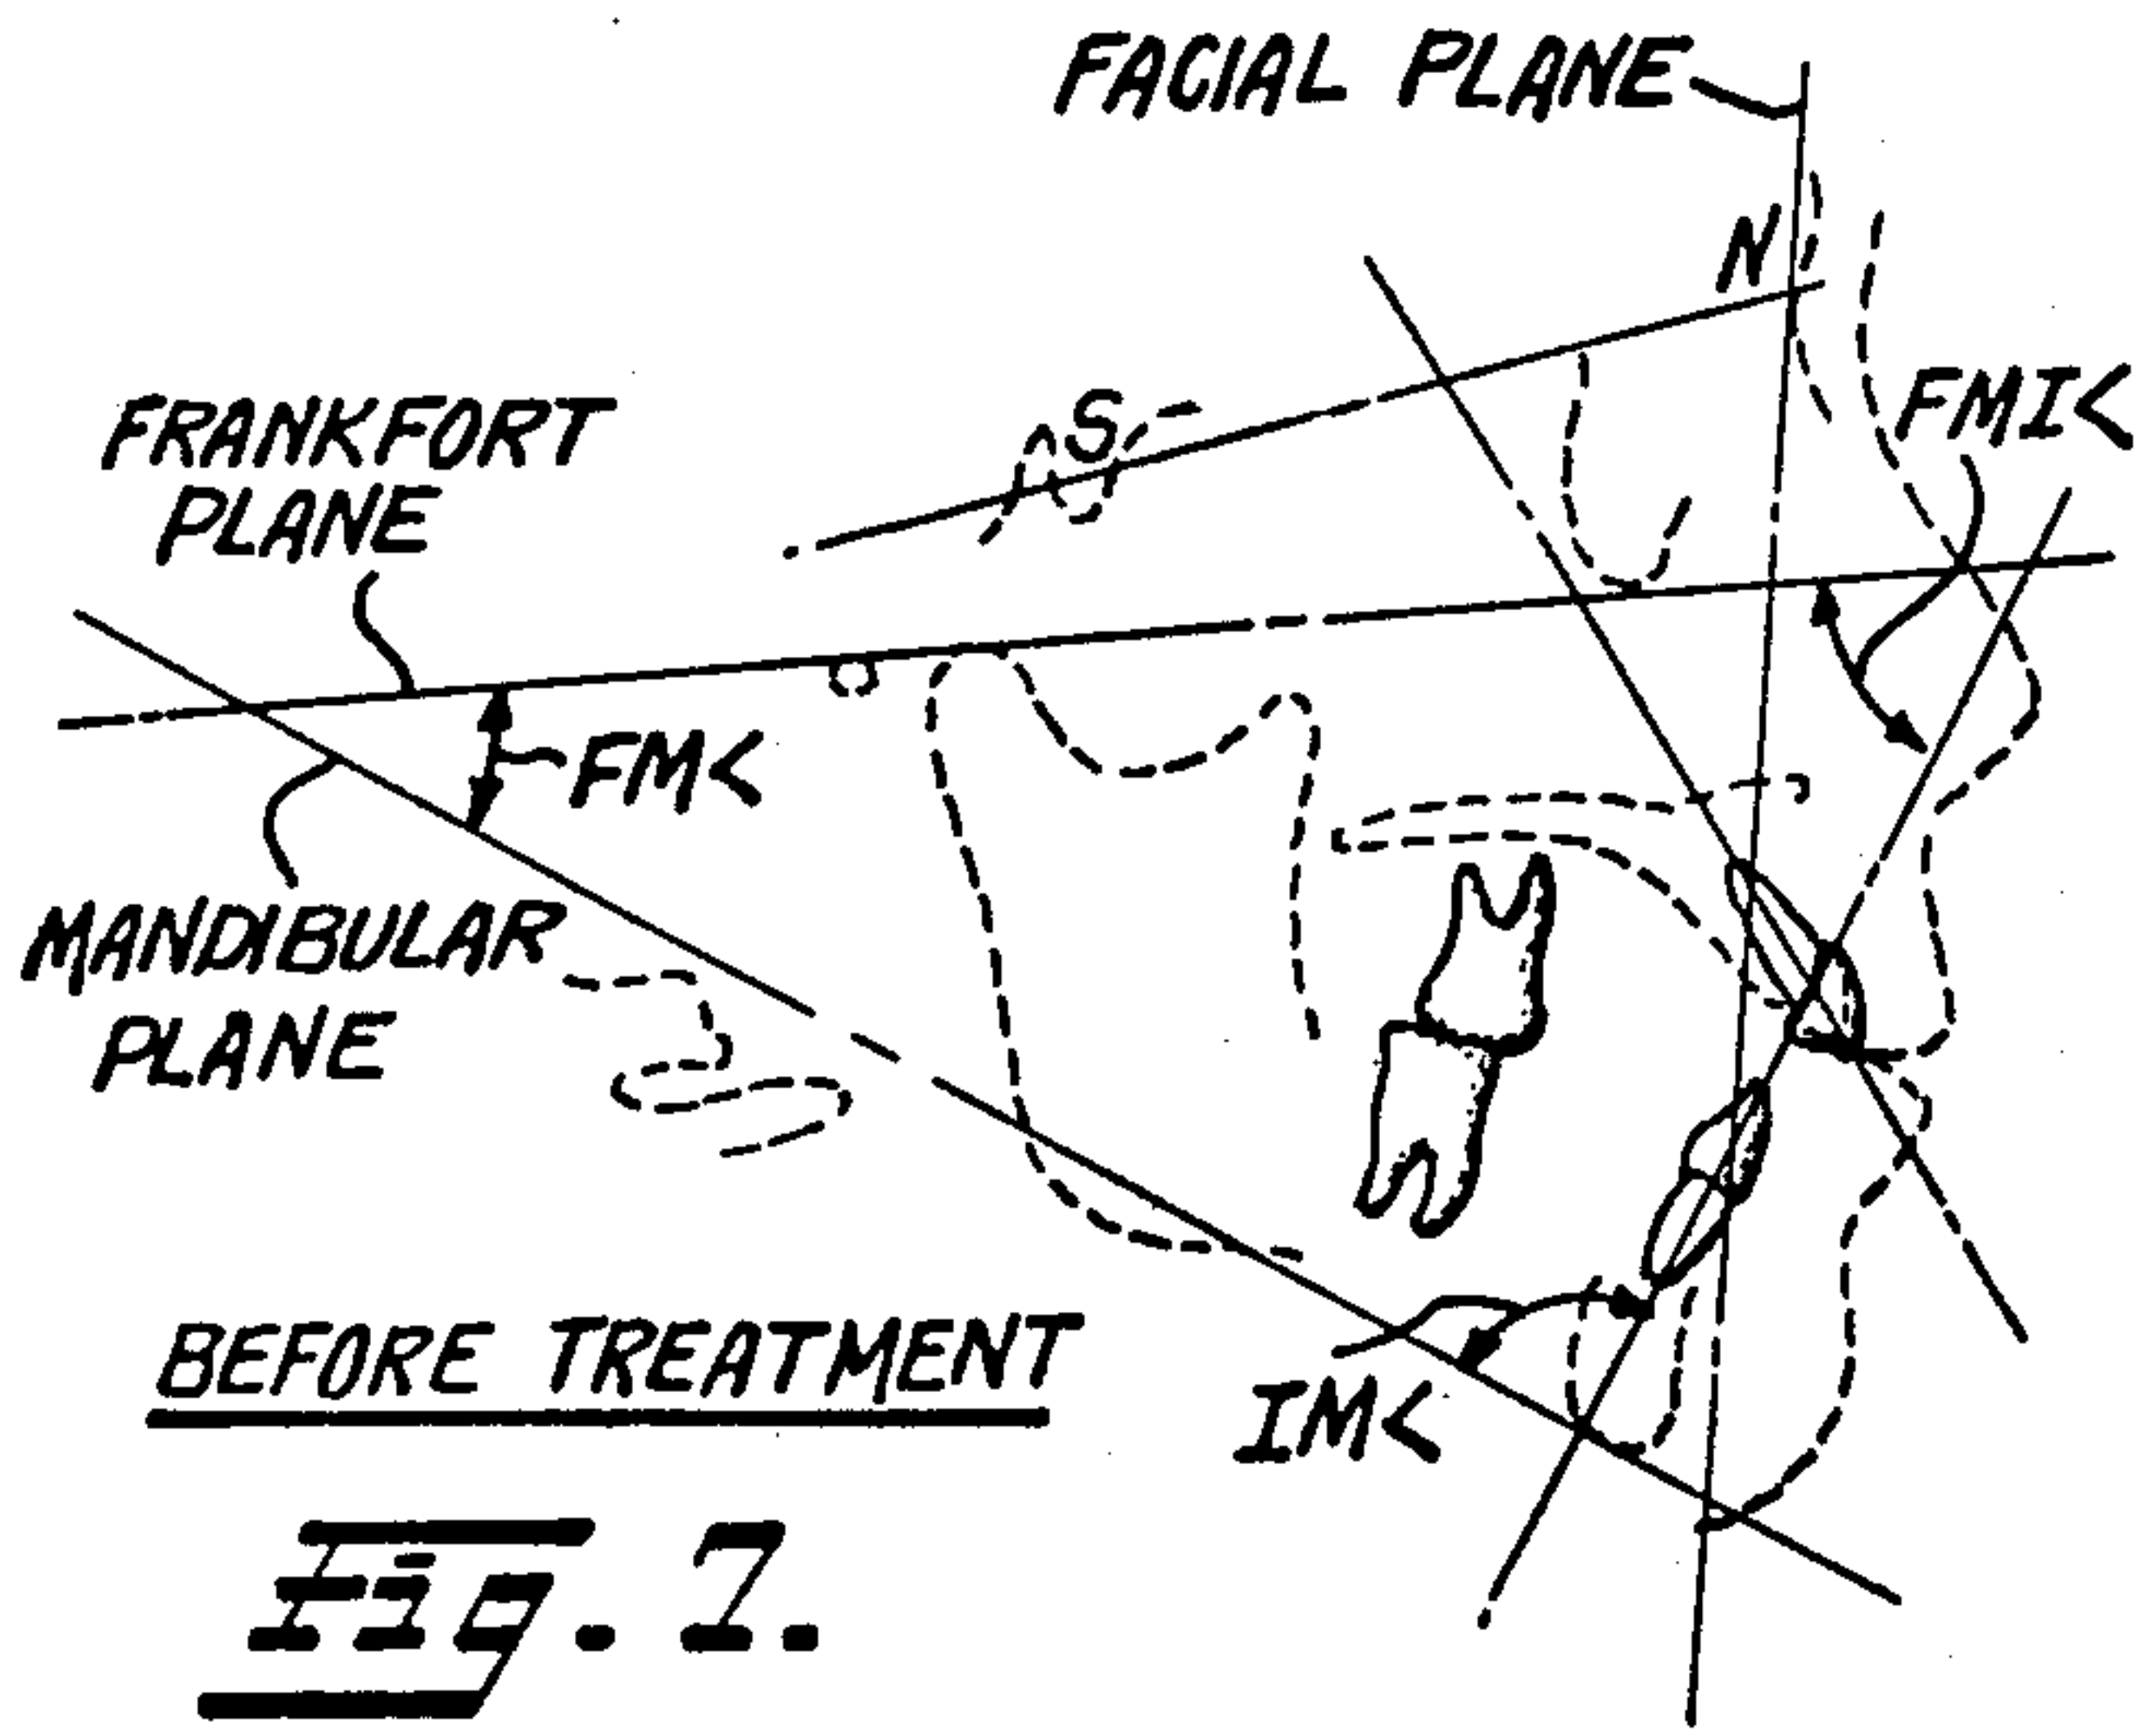 FACIAL PLANE
N
FMI<
S
FRANKFORT
PLANE
FM<
MANDIBULAR
PLANE
IM<
BEFORE TREATMENT
Fig. 7.